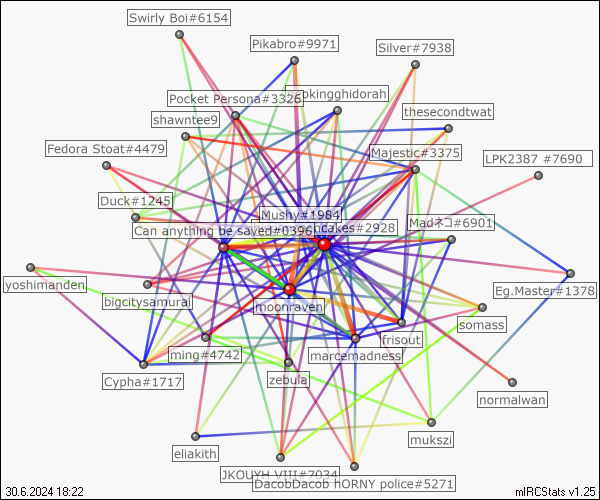 Swirly Boi#6154
Pikabro#9971
Silver#7938
Pocket Persona#3326
okingghidorah
thesecondtwat
shawntee9
Fedora Stoat#4479
Majestic#3375
LPK2387 #7690
Duck#1245
Mushy#1984
Can anything be saved#0396
ncakes#2928
Madネコ#6901
yoshimanden
bigcitysamurai
moonraven
Eg.Master#1378
somass
frisout
ming#4742
marcemadness
Cypha#1717
zebula
normalwan
mukszi
eliakith
JKOUYH VIII#7034
DacobDacob
HORNY police#5271
30.6.2024 18:22
mIRCStats v1.25